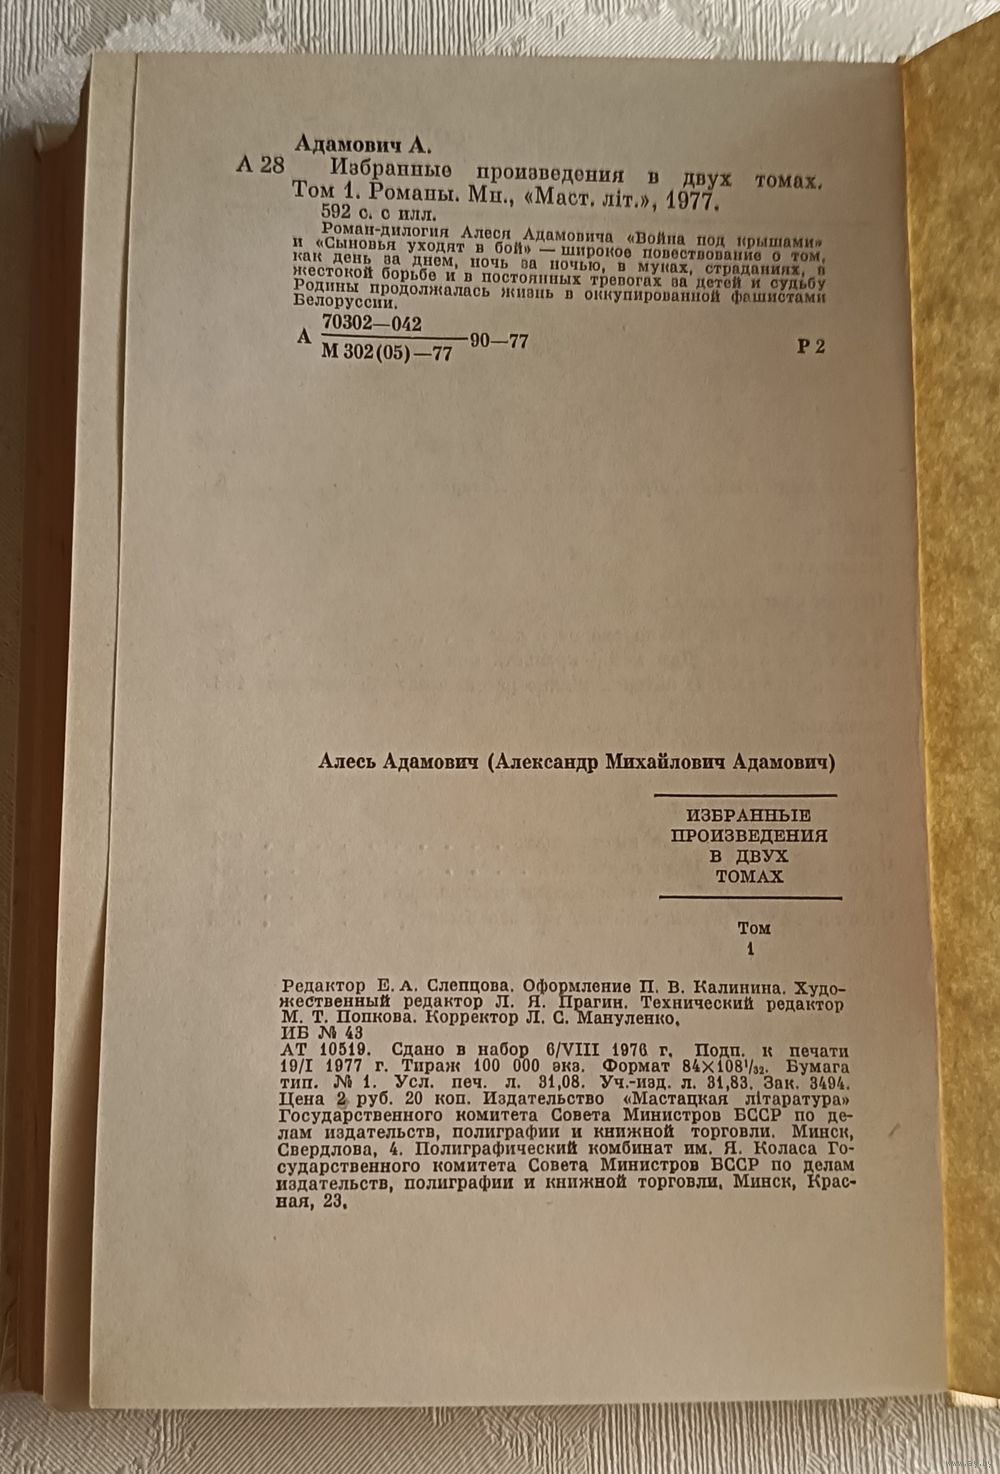 Адамович А.
А 28 Избранные произведения в двух томах.
Том 1. Романы. Мн., «Маст. літ.», 1977.
592 с. с илл.
Роман-дилогия Алеся Адамовича «Война под крышами»
и «Сыновья уходят в бой» — широкое повествование о том,
как день за днем, ночь за ночью, в муках, страданиях, в
жестокой борьбе и в постоянных тревогах за детей и судьбу
Родины продолжалась жизнь в оккупированной фашистами
Белоруссии.
70302—042
А 90—77
М 302(05)—77
Р 2
Алесь Адамович (Александр Михайлович Адамович)
ИЗБРАННЫЕ
ПРОИЗВЕДЕНИЯ
В ДВУХ
ТОМАХ
Том
1
Редактор Е. А. Слепцова. Оформление П. В. Калинина. Худо-
жественный редактор Л. Я. Прагин. Технический редактор
М. Т. Попкова. Корректор Л. С. Мануленко.
ИБ № 43
АТ 10519. Сдано в набор 6/VIII 1976 г. Подп. к печати
19/I 1977 г. Тираж 100 000 экз. Формат 84×108¹/₃₂. Бумага
тип. № 1. Усл. печ. л. 31,08. Уч.-изд. л. 31,83. Зак. 3494.
Цена 2 руб. 20 коп. Издательство «Мастацкая літаратура»
Государственного комитета Совета Министров БССР по де-
лам издательств, полиграфии и книжной торговли. Минск,
Свердлова, 4. Полиграфический комбинат им. Я. Коласа Го-
сударственного комитета Совета Министров БССР по делам
издательств, полиграфии и книжной торговли. Минск, Крас-
ная, 23.
www.ay.by